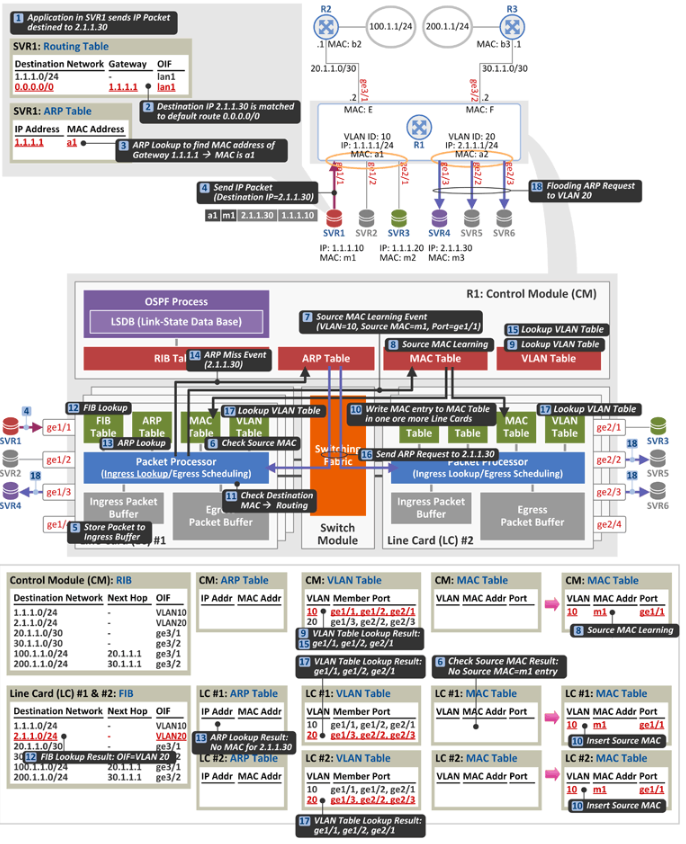 1 Application in SVR1 sends IP Packet
destined to 2.1.1.30
SVR1: Routing Table
Destination Network Gateway OIF
1.1.1.0/24 - lan1
0.0.0.0/0 1.1.1.1 lan1
2 Destination IP 2.1.1.30 is matched
to default route 0.0.0.0/0
SVR1: ARP Table
IP Address MAC Address
1.1.1.1 a1
3 ARP Lookup to find MAC address of
Gateway 1.1.1.1 → MAC is a1
R2
100.1.1/24
200.1.1/24
R3
.1 MAC: b2
MAC: b3 .1
20.1.1.0/30
30.1.1.0/30
ge3/1
ge3/2
.2
MAC: E
.2
MAC: F
R1
VLAN ID: 10
IP: 1.1.1.1/24
MAC: a1
VLAN ID: 20
IP: 2.1.1.1/24
MAC: a2
ge1/1
ge1/2
ge2/1
ge1/3
ge2/2
ge2/3
4 Send IP Packet
(Destination IP=2.1.1.30)
18 Flooding ARP Request
to VLAN 20
a1 m1 2.1.1.30 1.1.1.10
SVR1 SVR2 SVR3 SVR4 SVR5 SVR6
IP: 1.1.1.10
MAC: m1
IP: 1.1.1.20
MAC: m2
IP: 2.1.1.30
MAC: m3
R1: Control Module (CM)
OSPF Process
LSDB (Link-State Data Base)
7 Source MAC Learning Event
(VLAN=10, Source MAC=m1, Port=ge1/1)
15 Lookup VLAN Table
8 Source MAC Learning
9 Lookup VLAN Table
14 ARP Miss Event
(2.1.1.30)
RIB Ta
ARP Table
MAC Table
VLAN Table
12 FIB Lookup
17 Lookup VLAN Table
10 Write MAC entry to MAC Table
in one ore more Line Cards
17 Lookup VLAN Table
4
SVR1
ge1/1
FIB
Table
ARP
Table
MAC
Table
VLAN
Table
13 ARP Lookup
6 Check Source MAC
Switching
Fabric
Table
Table
MAC
Table
VLAN
Table
ge2/1
SVR3
16 Send ARP Request to 2.1.1.30
SVR2
ge1/2
Packet Processor
(Ingress Lookup/Egress Scheduling)
Packet Processor
(Ingress Lookup/Egress Scheduling)
ge2/2
18
SVR5
11 Check Destination
MAC → Routing
18
SVR4
ge1/3
Ingress Packet
Buffer
Egress
Packet Buffer
Ingress Packet
Buffer
Egress
Packet Buffer
ge2/3
18
SVR6
5 Store Packet to
Ingress Buffer
ge1/
ge2/4
#1
Switch
Module
Line Card (LC) #2
Control Module (CM): RIB
Destination Network Next Hop OIF
1.1.1.0/24 - VLAN10
2.1.1.0/24 - VLAN20
20.1.1.0/30 - ge3/1
30.1.1.0/30 - ge3/2
100.1.1.0/24 20.1.1.1 ge3/1
200.1.1.0/24 30.1.1.1 ge3/2
CM: ARP Table
IP Addr MAC Addr
CM: VLAN Table
VLAN Member Port
10 ge1/1, ge1/2, ge2/1
20 ge1/3, ge2/2, ge2/3
9 VLAN Table Lookup Result:
15 ge1/1, ge1/2, ge2/1
CM: MAC Table
VLAN MAC Addr Port
CM: MAC Table
VLAN MAC Addr Port
10 m1 ge1/1
8 Source MAC Learning
17 VLAN Table Lookup Result:
ge1/1, ge1/2, ge2/1
6 Check Source MAC Result:
No Source MAC=m1 entry
Line Card (LC) #1 & #2: FIB
Destination Network Next Hop OIF
1.1.1.0/24 - VLAN10
2.1.1.0/24 - VLAN20
20.1.1.0/30 - ge3/1
12 FIB Lookup Result: OIF=VLAN 20
30 ge3/2
100.1.1.0/24 20.1.1.1 ge3/1
200.1.1.0/24 30.1.1.1 ge3/2
LC #1: ARP Table
IP Addr MAC Addr
13 ARP Lookup Result:
No MAC for 2.1.1.30
LC #1: VLAN Table
VLAN Member Port
10 ge1/1, ge1/2, ge2/1
20 ge1/3, ge2/2, ge2/3
LC #1: MAC Table
VLAN MAC Addr Port
LC #1: MAC Table
VLAN MAC Addr Port
10 m1 ge1/1
10 Insert Source MAC
LC #2: ARP Table
IP Addr MAC Addr
LC #2: VLAN Table
VLAN Member Port
10 ge1/1, ge1/2, ge2/1
20 ge1/3, ge2/2, ge2/3
17 VLAN Table Lookup Result:
ge1/1, ge1/2, ge2/1
LC #2: MAC Table
VLAN MAC Addr Port
LC #2: MAC Table
VLAN MAC Addr Port
10 m1 ge1/1
10 Insert Source MAC